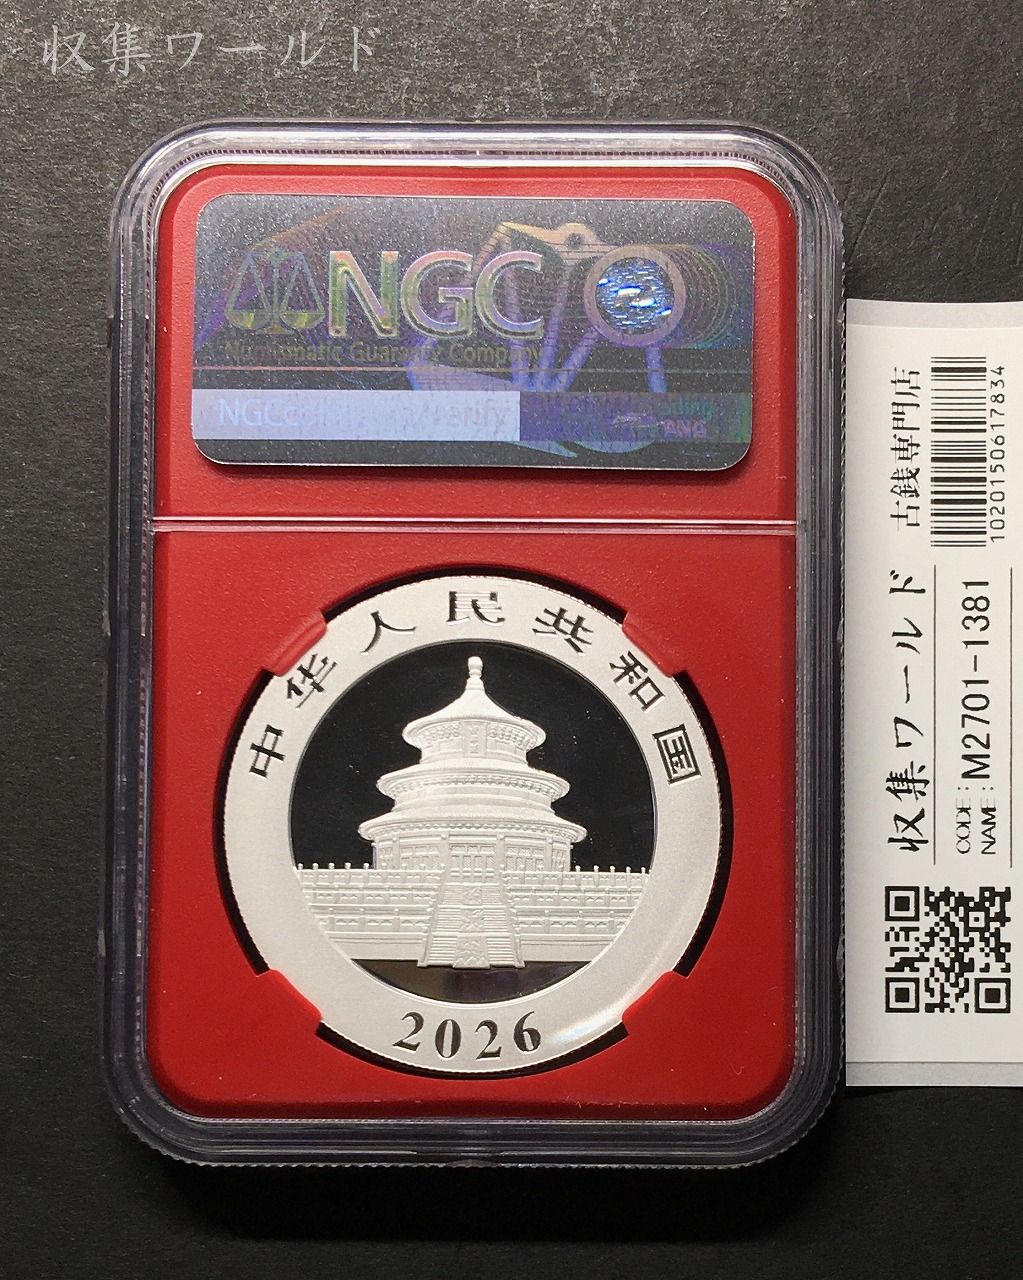 収集ワールド
NGC
Numismatic Guaranty Company
中华人民共和国
2026
古銭専門店
収集ワールド
1020150617834
CODE:M2701-1381
NAME: